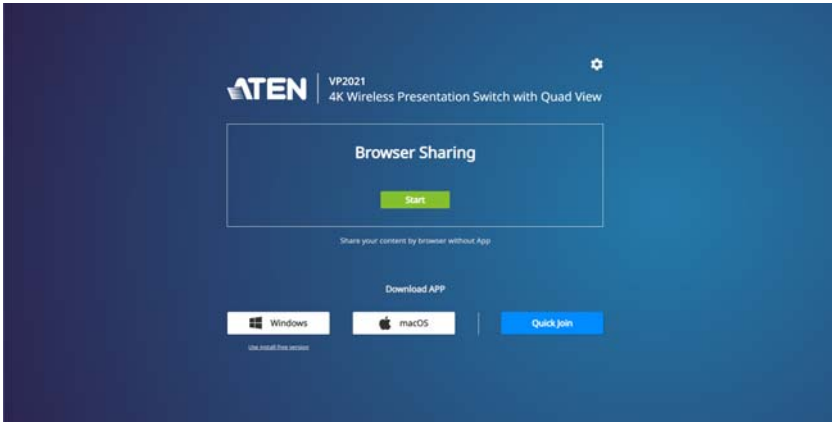 ATEN
VP2021
4K Wireless Presentation Switch with Quad View
Browser Sharing
Start
Share your content by browser without App
Download APP
Windows
macOS
Quick Join
Use install free version